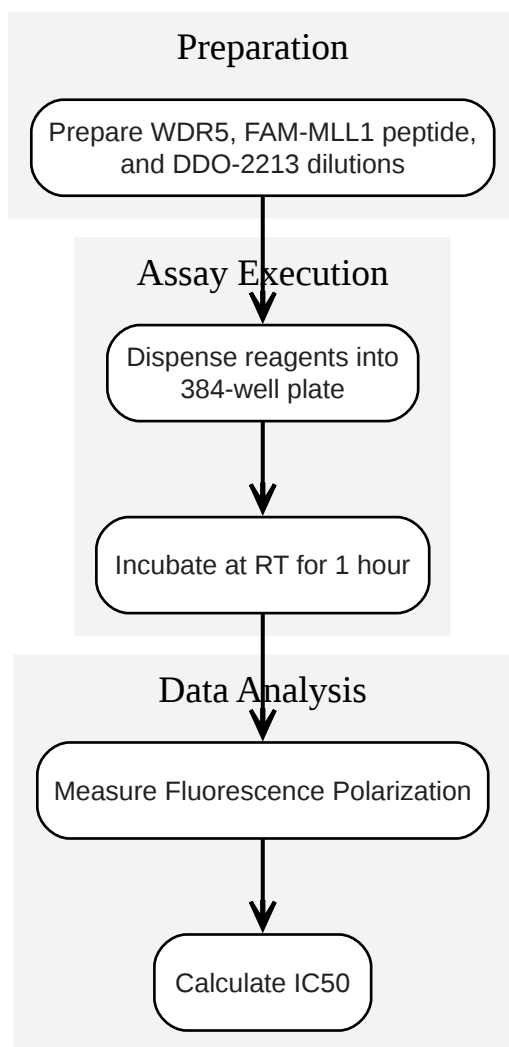 Preparation
Prepare WDR5, FAM-MLL1 peptide,
and DDO-2213 dilutions
Assay Execution
Dispense reagents into
384-well plate
Incubate at RT for 1 hour
Data Analysis
Measure Fluorescence Polarization
Calculate IC50